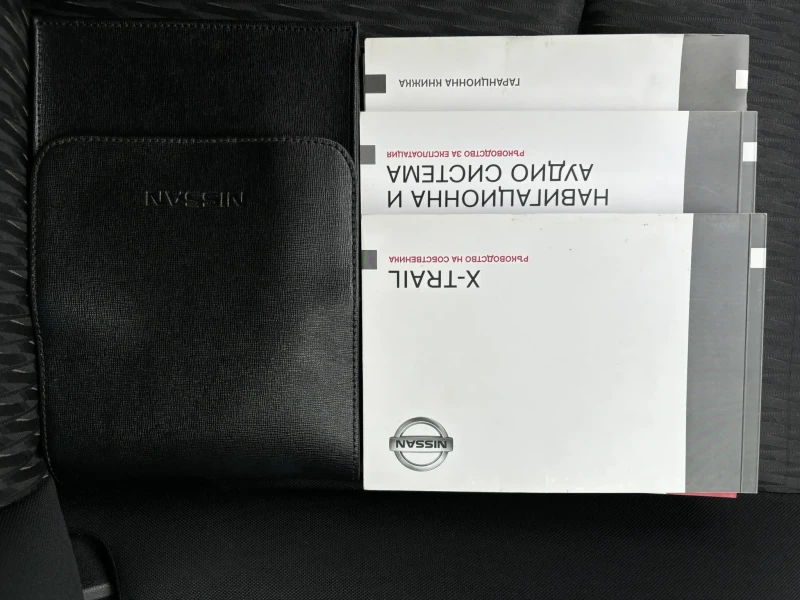 X-TRAIL
РЪКОВОДСТВО НА СОБСТВЕНИКА
NISSAN
НАВИГАЦИОННА И
АУДИО СИСТЕМА
РЪКОВОДСТВО ЗА ЕКСПЛОАТАЦИЯ
ГАРАНЦИОННА КНИЖКА
NISSAN